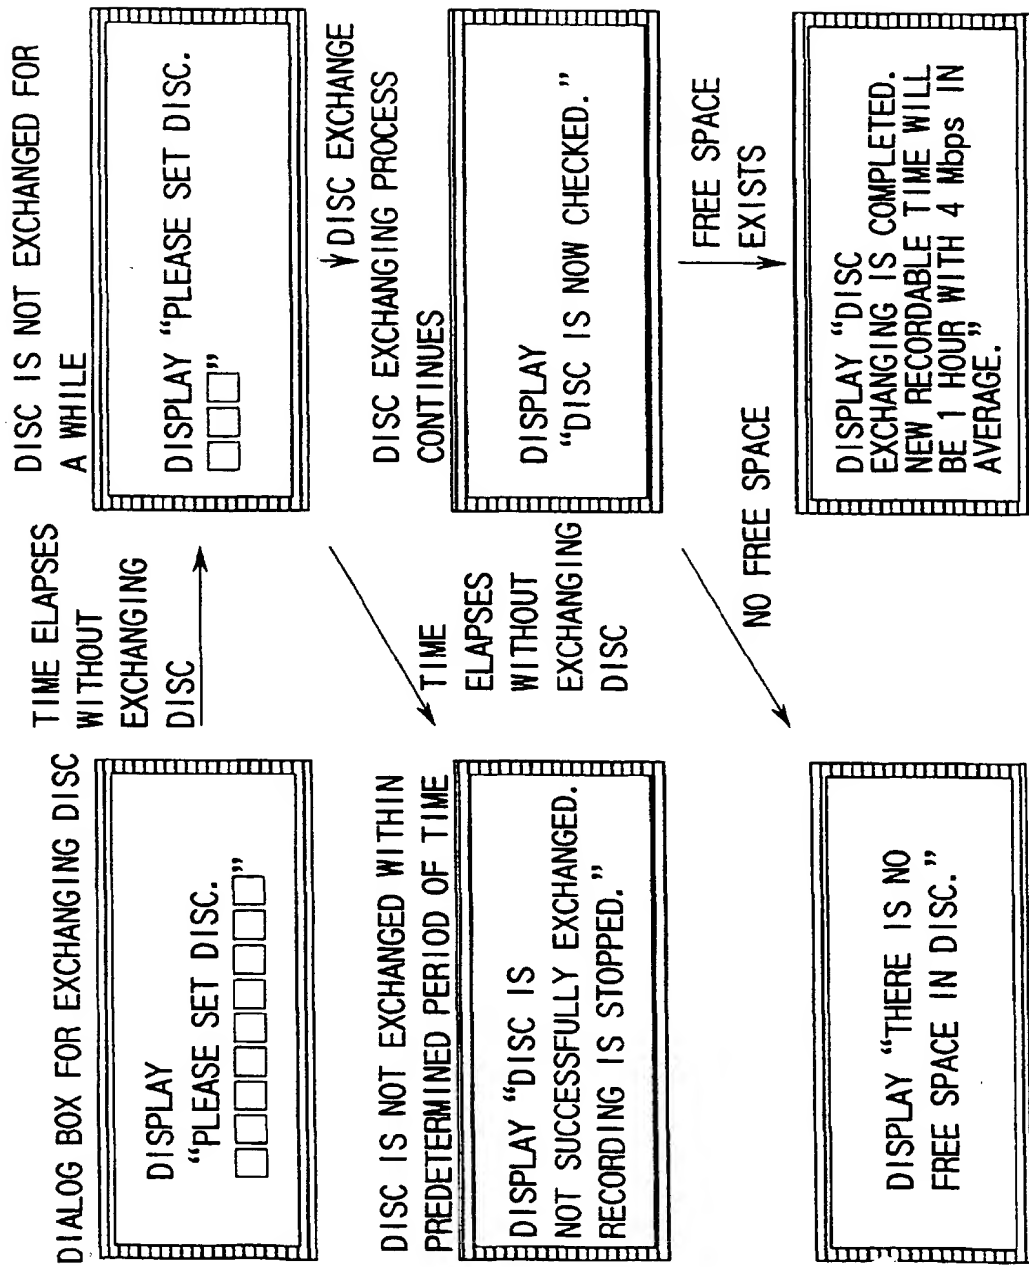 DIALOG BOX FOR EXCHANGING DISC
DISPLAY
“PLEASE SET DISC.
□□□□□□□□”
TIME ELAPSES
WITHOUT
EXCHANGING
DISC
DISC IS NOT EXCHANGED FOR
A WHILE
DISPLAY “PLEASE SET DISC.
□□□”
DISC EXCHANGE
DISC IS NOT EXCHANGED WITHIN
PREDETERMINED PERIOD OF TIME
DISPLAY “DISC IS
NOT SUCCESSFULLY EXCHANGED.
RECORDING IS STOPPED.”
TIME
ELAPSES
WITHOUT
EXCHANGING
DISC
DISC EXCHANGING PROCESS
CONTINUES
DISPLAY
“DISC IS NOW CHECKED.”
NO FREE SPACE
FREE SPACE
EXISTS
DISPLAY “THERE IS NO
FREE SPACE IN DISC.”
DISPLAY “DISC
EXCHANGING IS COMPLETED.
NEW RECORDABLE TIME WILL
BE 1 HOUR WITH 4 Mbps IN
AVERAGE.”